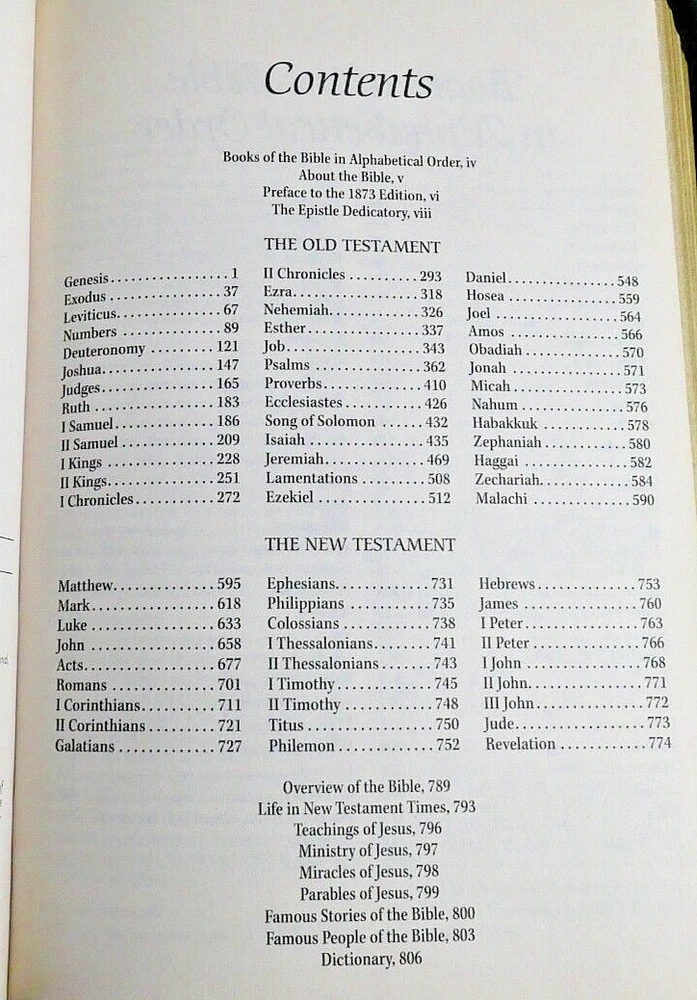 Contents
Books of the Bible in Alphabetical Order, iv
About the Bible, v
Preface to the 1873 Edition, vi
The Epistle Dedicatory, viii
THE OLD TESTAMENT
Genesis................. 1
Exodus ................ 37
Leviticus............... 67
Numbers .............. 89
Deuteronomy ......... 121
Joshua................. 147
Judges................. 165
Ruth .................. 183
I Samuel............... 186
II Samuel .............. 209
I Kings ................ 228
II Kings................ 251
I Chronicles............ 272
II Chronicles .......... 293
Ezra................... 318
Nehemiah.............. 326
Esther................. 337
Job.................... 343
Psalms ................ 362
Proverbs............... 410
Ecclesiastes............ 426
Song of Solomon ...... 432
Isaiah ................. 435
Jeremiah............... 469
Lamentations .......... 508
Ezekiel ................ 512
Daniel................. 548
Hosea ................. 559
Joel ................... 564
Amos ................. 566
Obadiah ............... 570
Jonah ................. 571
Micah................. 573
Nahum ................ 576
Habakkuk ............. 578
Zephaniah.............. 580
Haggai ................ 582
Zechariah.............. 584
Malachi ............... 590
THE NEW TESTAMENT
Matthew............... 595
Mark.................. 618
Luke .................. 633
John .................. 658
Acts................... 677
Romans ............... 701
I Corinthians........... 711
II Corinthians .......... 721
Galatians .............. 727
Ephesians.............. 731
Philippians ............ 735
Colossians ............. 738
I Thessalonians......... 741
II Thessalonians........ 743
I Timothy.............. 745
II Timothy ............. 748
Titus .................. 750
Philemon .............. 752
Hebrews............... 753
James ................. 760
I Peter................. 763
II Peter ................ 766
I John ................. 768
II John................. 771
III John................ 772
Jude................... 773
Revelation ............ 774
Overview of the Bible, 789
Life in New Testament Times, 793
Teachings of Jesus, 796
Ministry of Jesus, 797
Miracles of Jesus, 798
Parables of Jesus, 799
Famous Stories of the Bible, 800
Famous People of the Bible, 803
Dictionary, 806